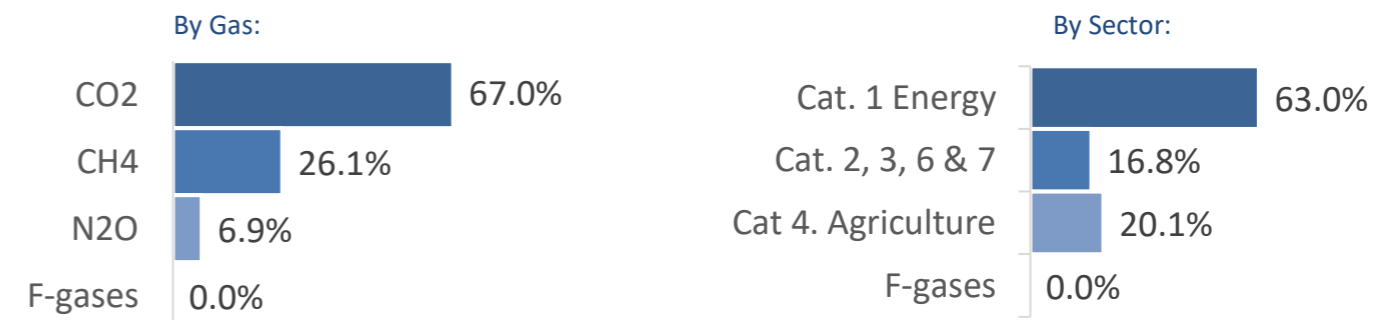 By Gas:
CO2 67.0%
CH4 26.1%
N2O 6.9%
F-gases 0.0%
By Sector:
Cat. 1 Energy 63.0%
Cat. 2, 3, 6 & 7 16.8%
Cat 4. Agriculture 20.1%
F-gases 0.0%